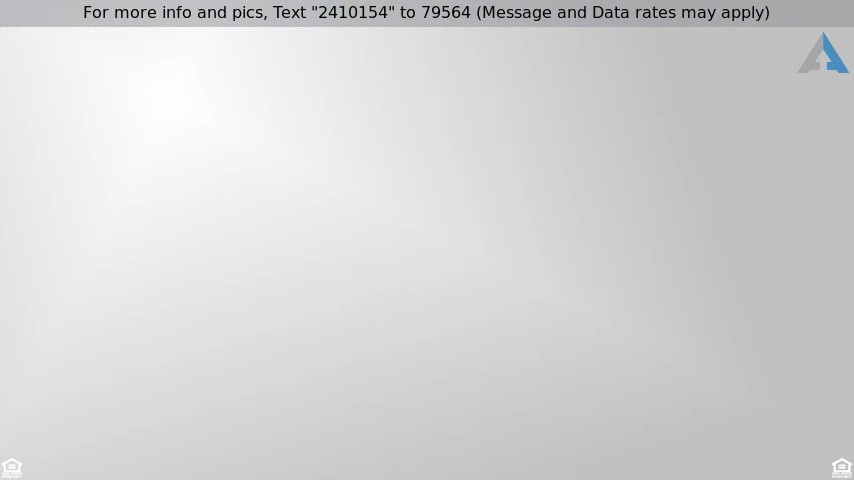 For more info and pics, Text "2410154" to 79564 (Message and Data rates may apply)